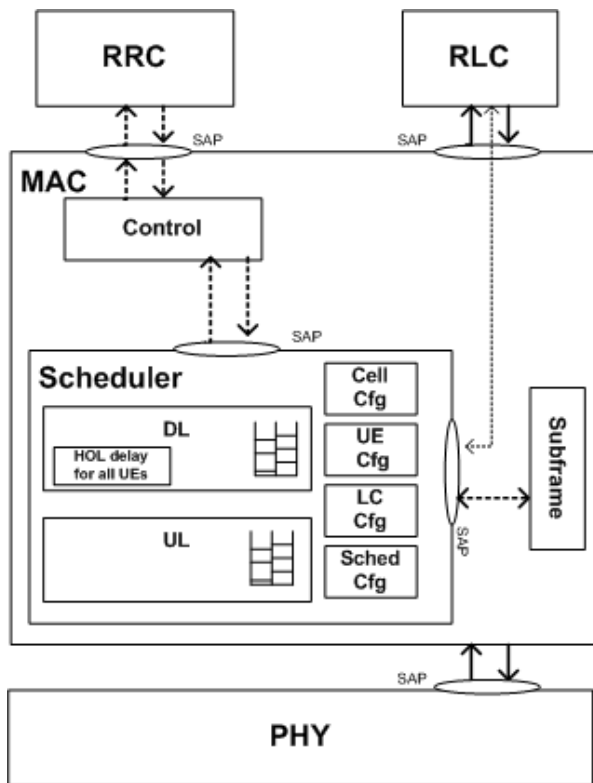 RRC
RLC
SAP
SAP
MAC
Control
SAP
Scheduler
Cell
Cfg
DL
HOL delay
for all UEs
UE
Cfg
LC
Cfg
UL
Sched
Cfg
Subframe
SAP
SAP
PHY